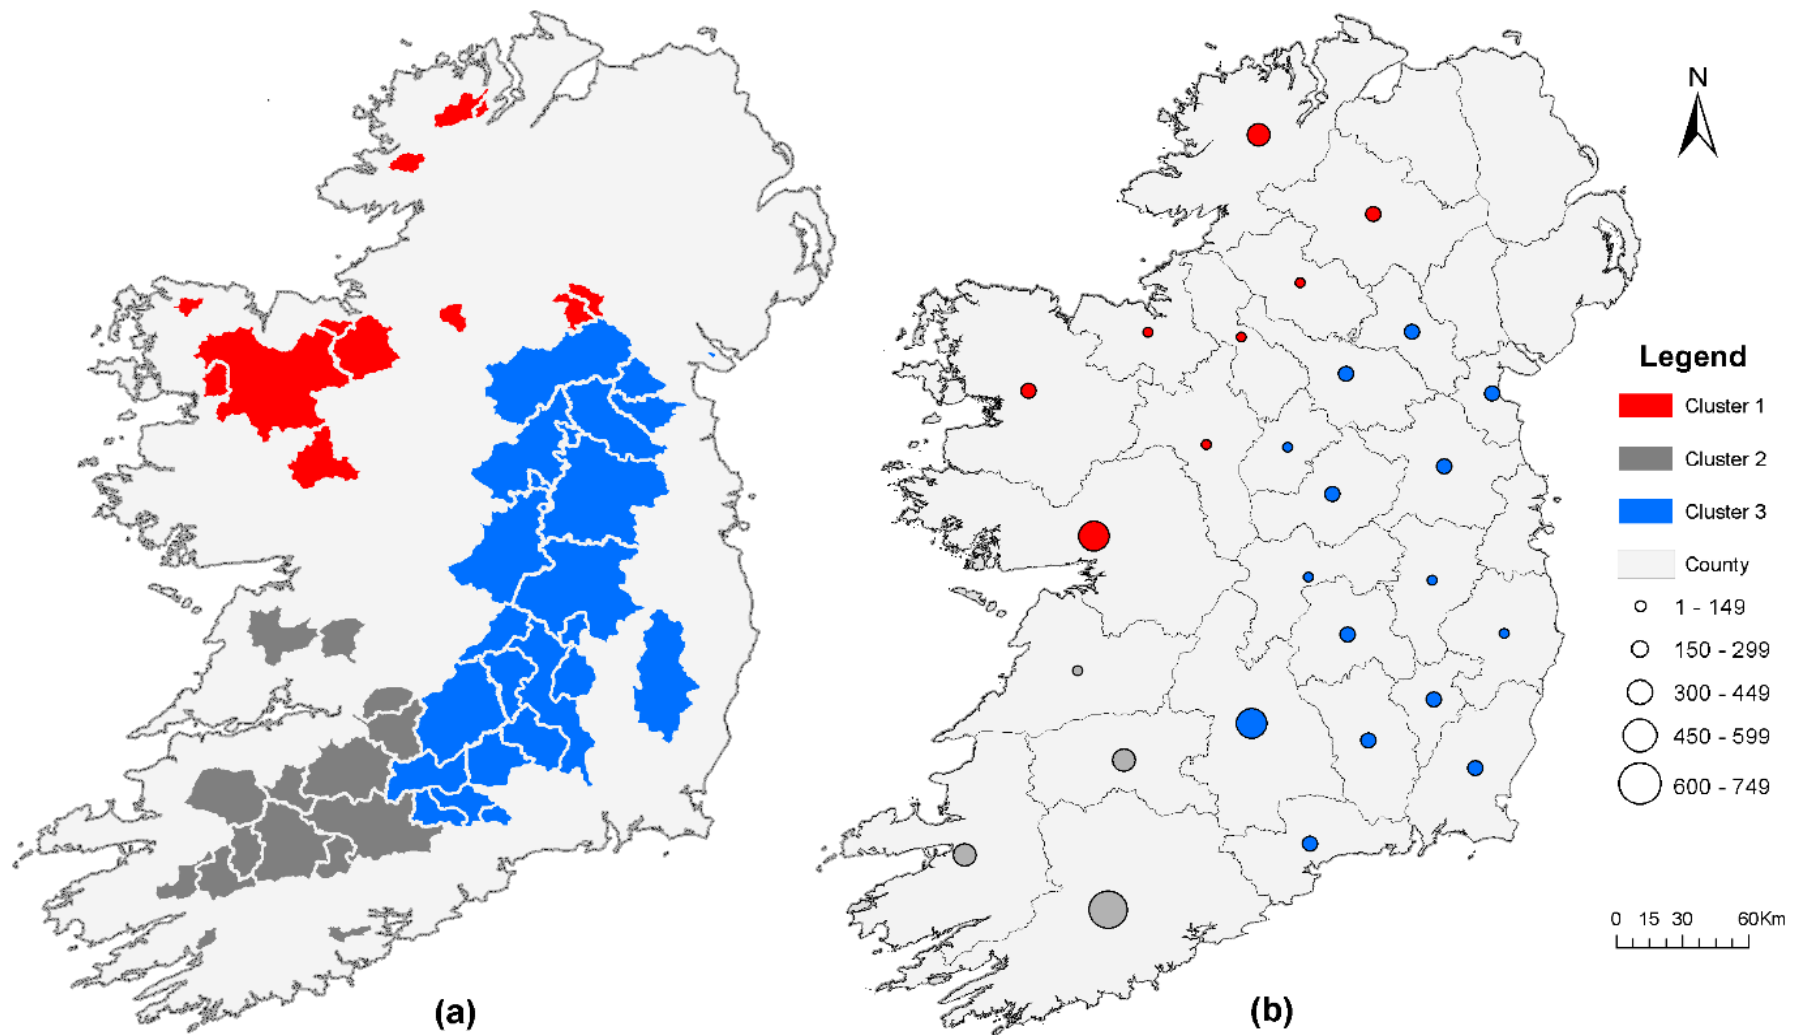 N
Legend
Cluster 1
Cluster 2
Cluster 3
County
1 - 149
150 - 299
300 - 449
450 - 599
600 - 749
0 15 30 60Km
(a)
(b)